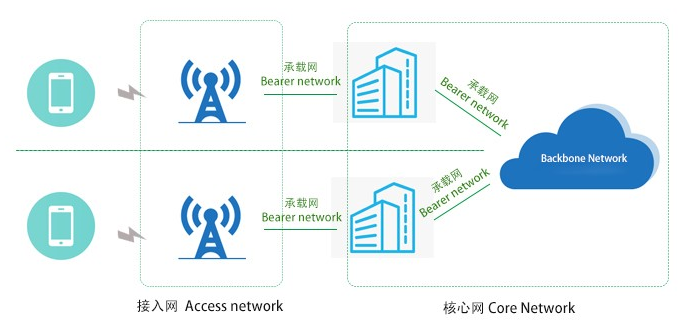 承载网
Bearer network
承载网
Bearer network
Backbone Network
承载网
Bearer network
承载网
Bearer network
接入网 Access network
核心网 Core Network